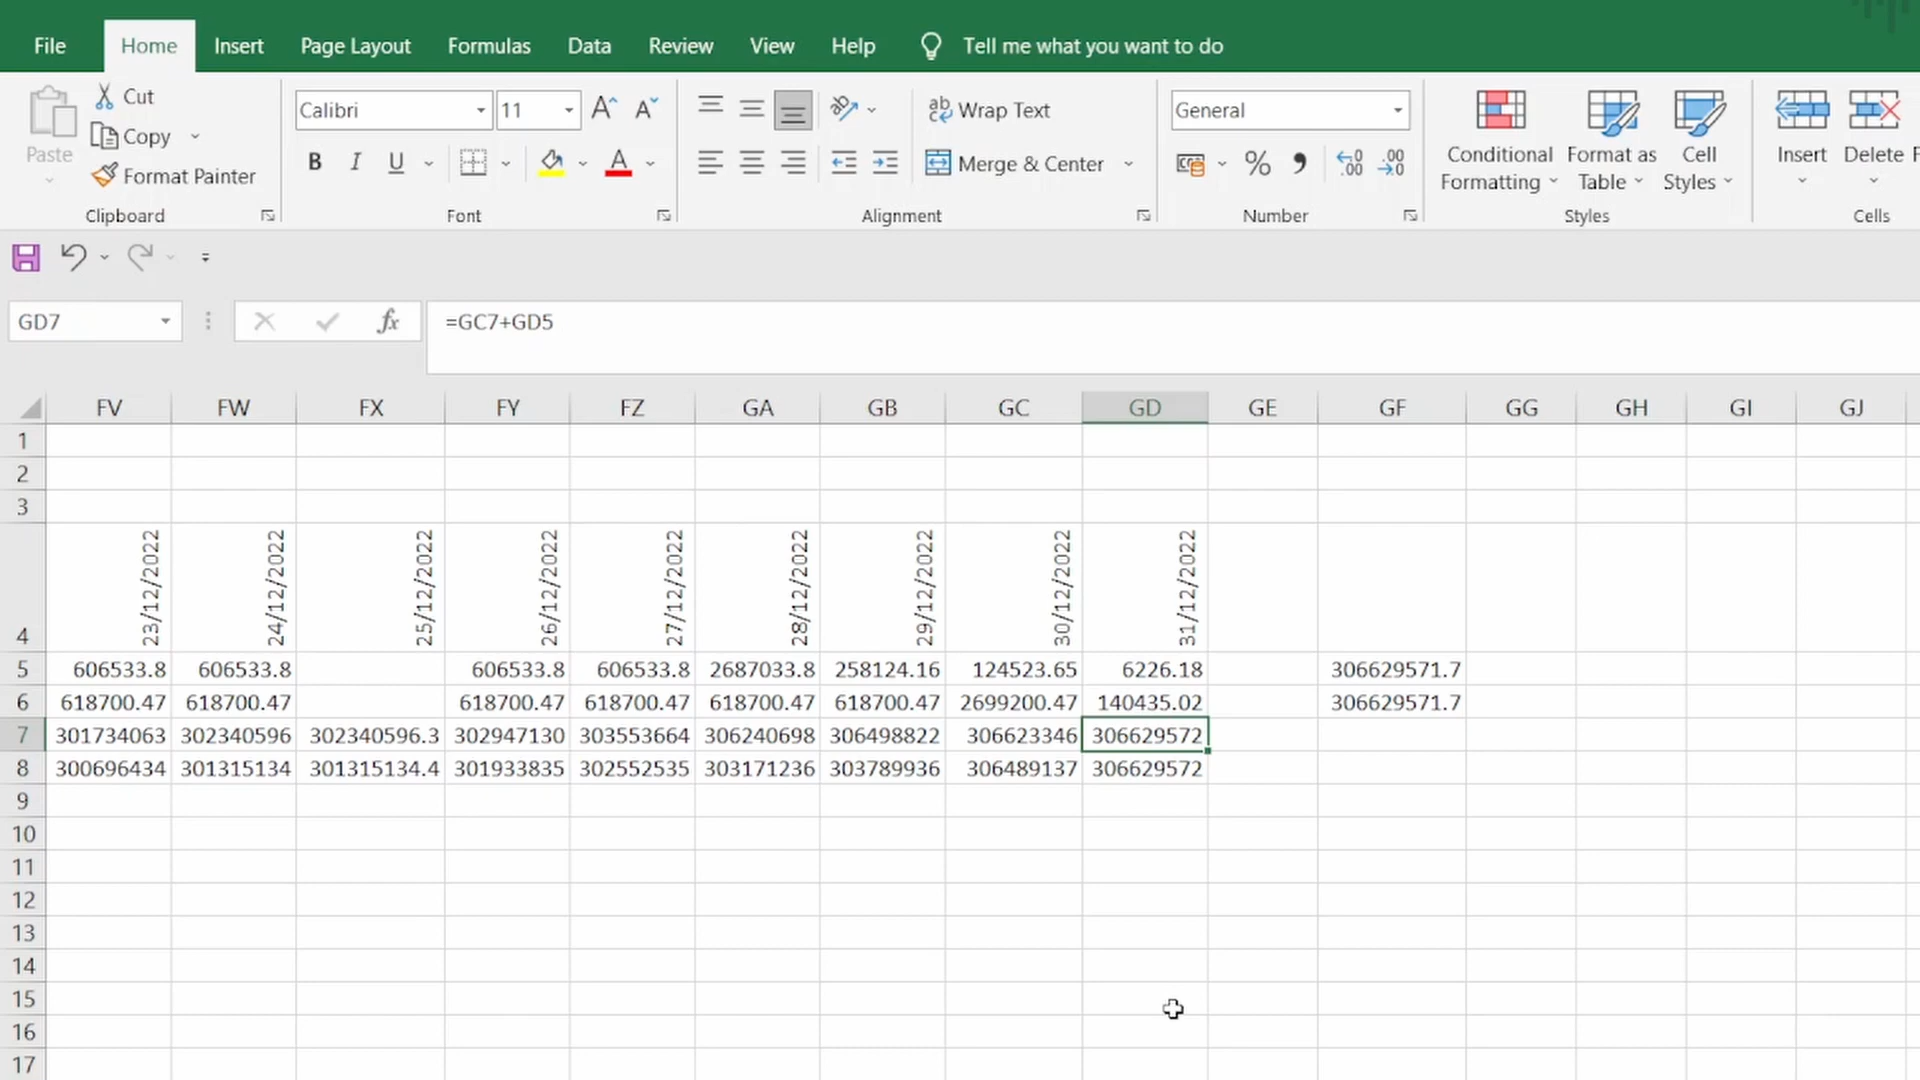 File Home Insert Page Layout Formulas Data Review View Help Tell me what you want to do
Paste Cut Copy Format Painter
Clipboard
Calibri 11 A A
B I U A
Font
ab Wrap Text
Merge & Center
Alignment
General
% , .00 .00
Number
Conditional Formatting Format as Table Cell Styles
Styles
Insert Delete F
Cells
GD7 fx =GC7+GD5
FV FW FX FY FZ GA GB GC GD GE GF GG GH GI GJ
1
2
3
4 23/12/2022 24/12/2022 25/12/2022 26/12/2022 27/12/2022 28/12/2022 29/12/2022 30/12/2022 31/12/2022
5 606533.8 606533.8 606533.8 606533.8 2687033.8 258124.16 124523.65 6226.18 306629571.7
6 618700.47 618700.47 618700.47 618700.47 618700.47 618700.47 2699200.47 140435.02 306629571.7
7 301734063 302340596 302340596.3 302947130 303553664 306240698 306498822 306623346 306629572
8 300696434 301315134 301315134.4 301933835 302552535 303171236 303789936 306489137 306629572
9
10
11
12
13
14
15
16
17